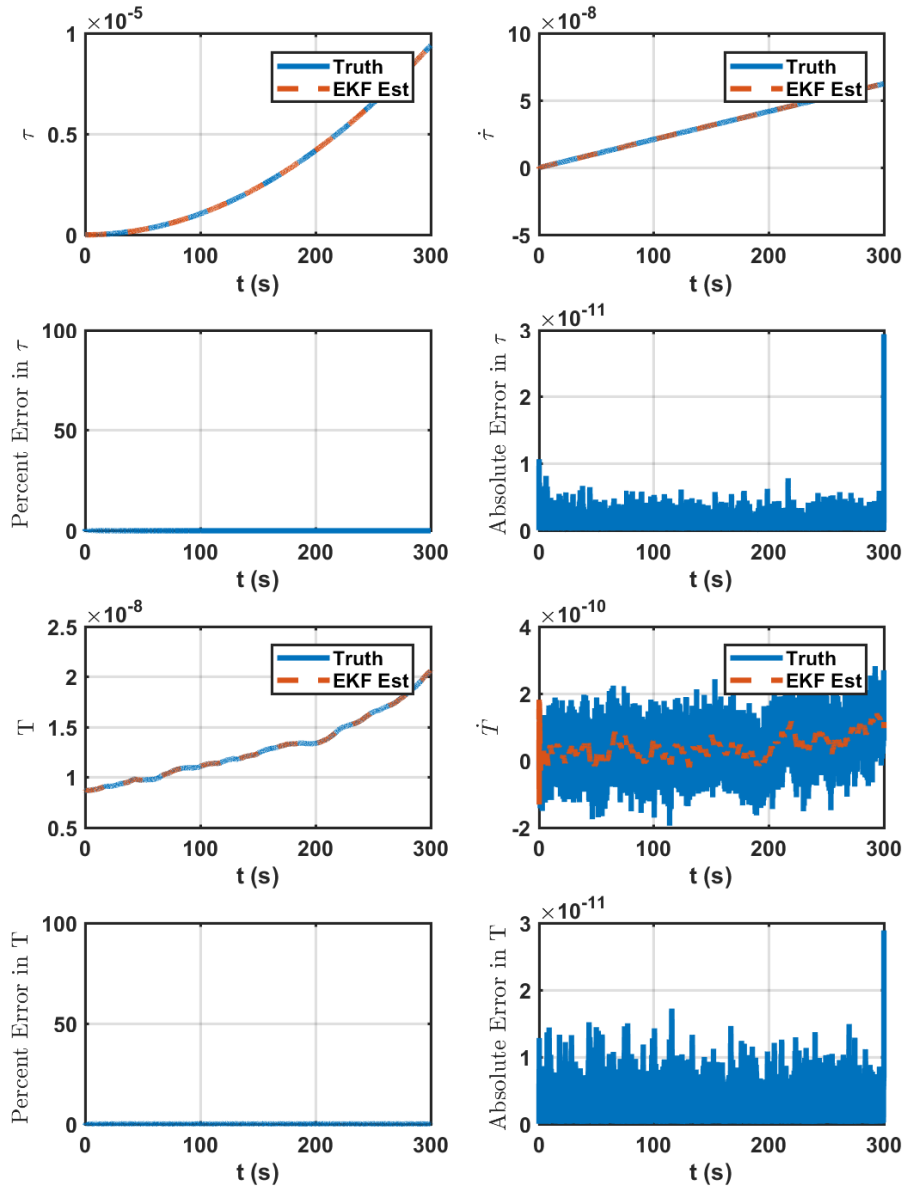 ×10-5
1
0.5
0
τ
Truth
EKF Est
0 100 200 300
t (s)
×10-8
10
5
0
-5
τ̇
Truth
EKF Est
0 100 200 300
t (s)
100
50
0
Percent Error in τ
0 100 200 300
t (s)
×10-11
3
2
1
0
Absolute Error in τ
0 100 200 300
t (s)
×10-8
2.5
2
1.5
1
0.5
T
Truth
EKF Est
0 100 200 300
t (s)
×10-10
4
2
0
-2
Ṫ
Truth
EKF Est
0 100 200 300
t (s)
100
50
0
Percent Error in T
0 100 200 300
t (s)
×10-11
3
2
1
0
Absolute Error in T
0 100 200 300
t (s)